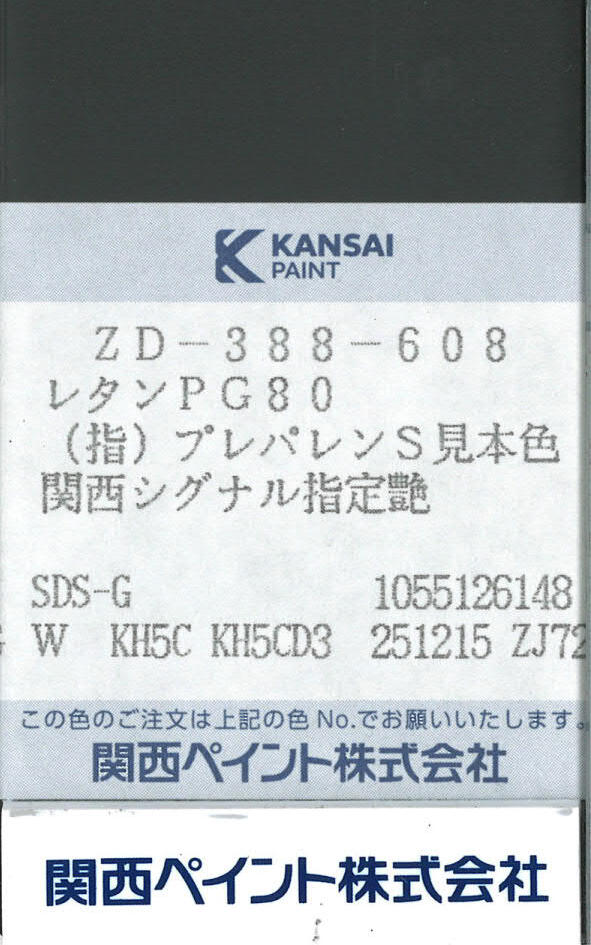 KANSAI
PAINT
ZD-388-608
レタンPG80
(指)プレパレンS見本色
関西シグナル指定艶
SDS-G 1055126148
W KH5C KH5CD3 251215 ZJ72
この色のご注文は上記の色No.でお願いいたします。
関西ペイント株式会社
関西ペイント株式会社